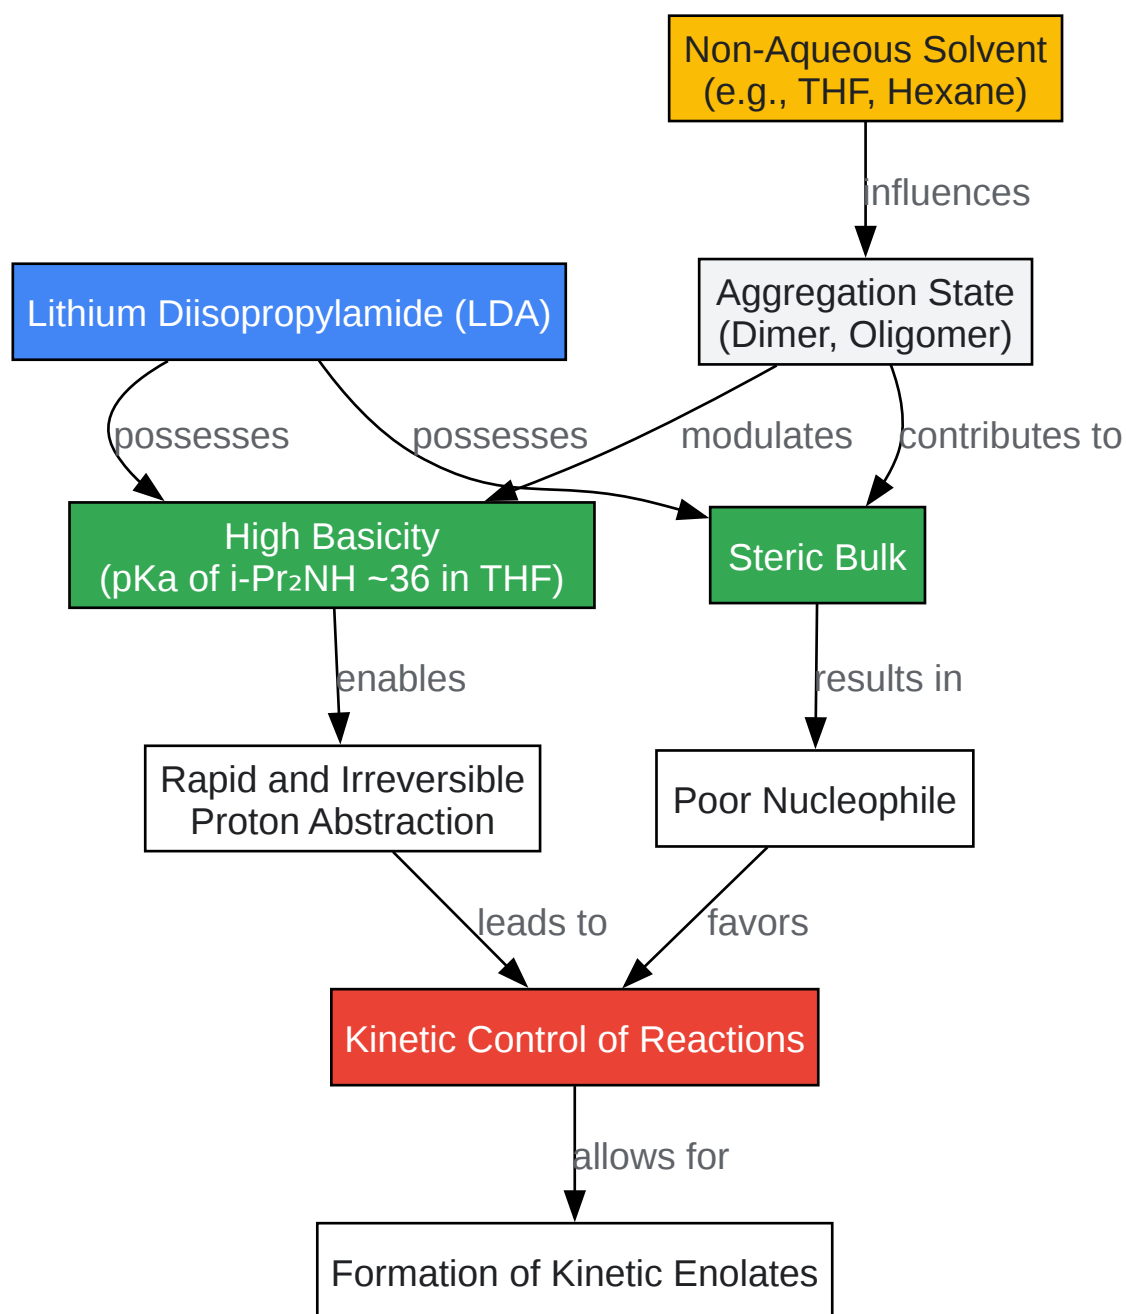 Non-Aqueous Solvent
(e.g., THF, Hexane)
influences
Lithium Diisopropylamide (LDA)
Aggregation State
(Dimer, Oligomer)
possesses
possesses
modulates
contributes to
High Basicity
(pKa of i-Pr₂NH ~36 in THF)
Steric Bulk
enables
results in
Rapid and Irreversible
Proton Abstraction
Poor Nucleophile
leads to
favors
Kinetic Control of Reactions
allows for
Formation of Kinetic Enolates